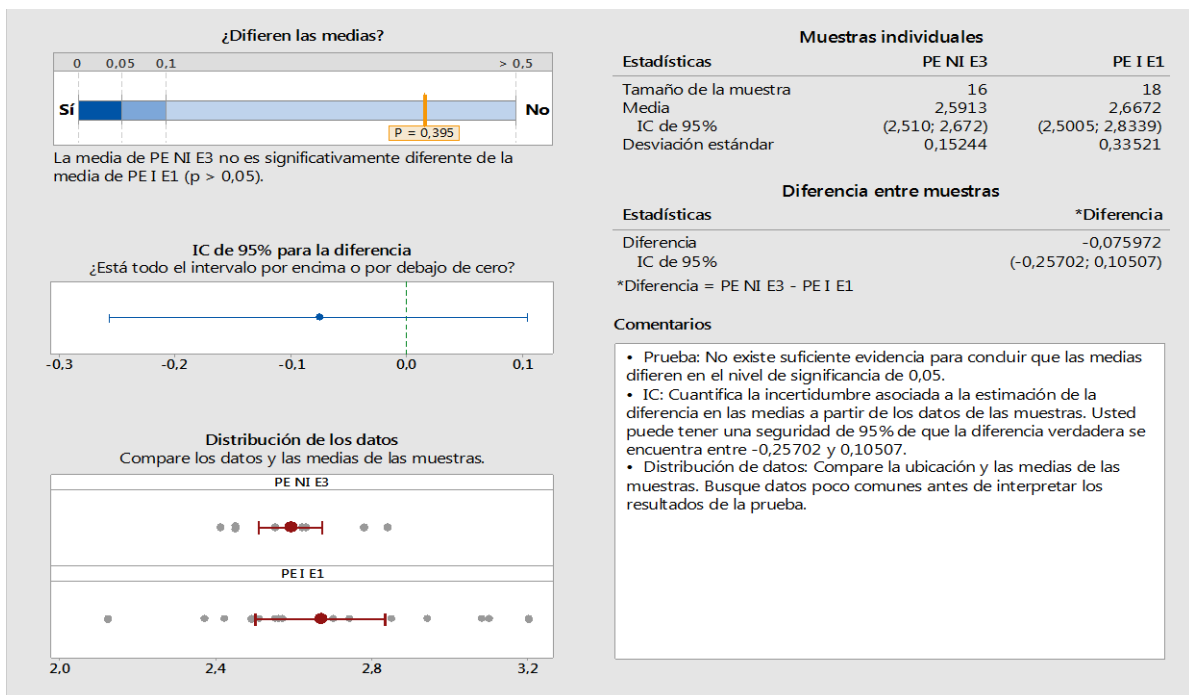 ¿Difieren las medias?
0 0,05 0,1 > 0,5
Sí No
P = 0,395
La media de PE NI E3 no es significativamente diferente de la
media de PE I E1 (p > 0,05).
IC de 95% para la diferencia
¿Está todo el intervalo por encima o por debajo de cero?
-0,3 -0,2 -0,1 0,0 0,1
Distribución de los datos
Compare los datos y las medias de las muestras.
PE NI E3
PE I E1
2,0 2,4 2,8 3,2
Muestras individuales
Estadísticas PE NI E3 PE I E1
Tamaño de la muestra 16 18
Media 2,5913 2,6672
IC de 95% (2,510; 2,672) (2,5005; 2,8339)
Desviación estándar 0,15244 0,33521
Diferencia entre muestras
Estadísticas *Diferencia
Diferencia -0,075972
IC de 95% (-0,25702; 0,10507)
*Diferencia = PE NI E3 - PE I E1
Comentarios
• Prueba: No existe suficiente evidencia para concluir que las medias
difieren en el nivel de significancia de 0,05.
• IC: Cuantifica la incertidumbre asociada a la estimación de la
diferencia en las medias a partir de los datos de las muestras. Usted
puede tener una seguridad de 95% de que la diferencia verdadera se
encuentra entre -0,25702 y 0,10507.
• Distribución de datos: Compare la ubicación y las medias de las
muestras. Busque datos poco comunes antes de interpretar los
resultados de la prueba.